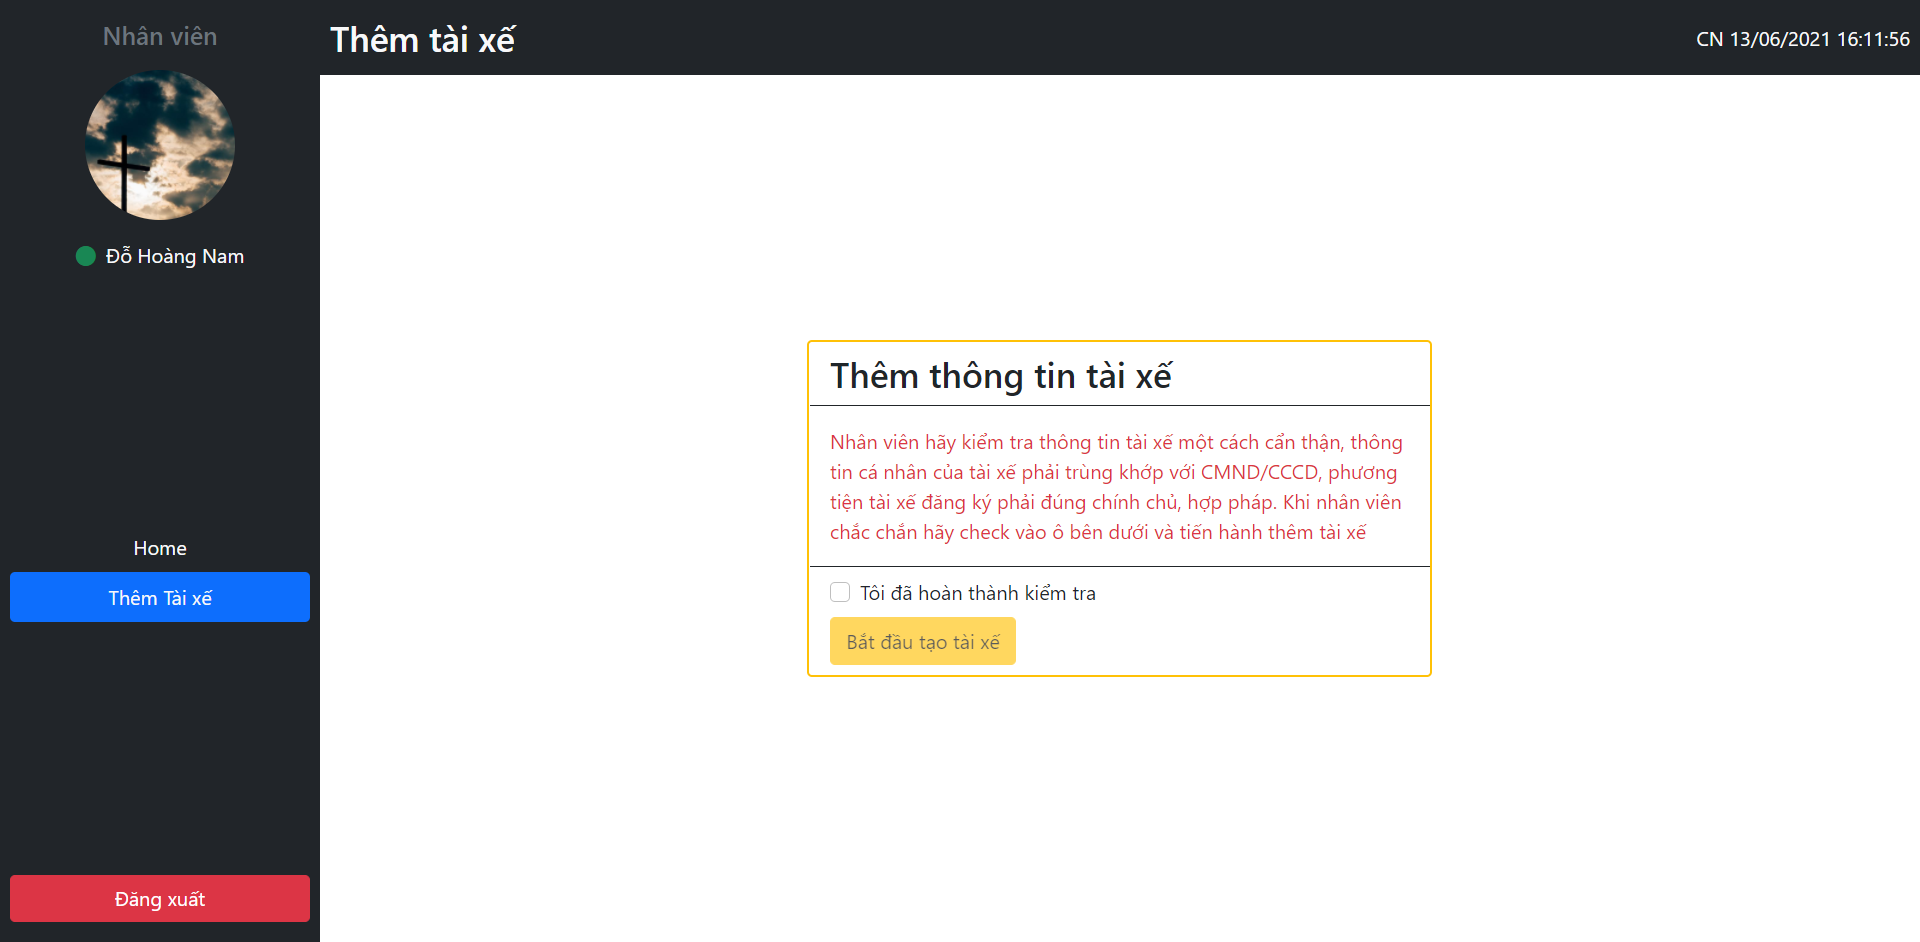 Nhân viên
Thêm tài xế
CN 13/06/2021 16:11:56
Đỗ Hoàng Nam
Home
Thêm Tài xế
Đăng xuất
Thêm thông tin tài xế
Nhân viên hãy kiểm tra thông tin tài xế một cách cẩn thận, thông
tin cá nhân của tài xế phải trùng khớp với CMND/CCCD, phương
tiện tài xế đăng ký phải đúng chính chủ, hợp pháp. Khi nhân viên
chắc chắn hãy check vào ô bên dưới và tiến hành thêm tài xế
Tôi đã hoàn thành kiểm tra
Bắt đầu tạo tài xế